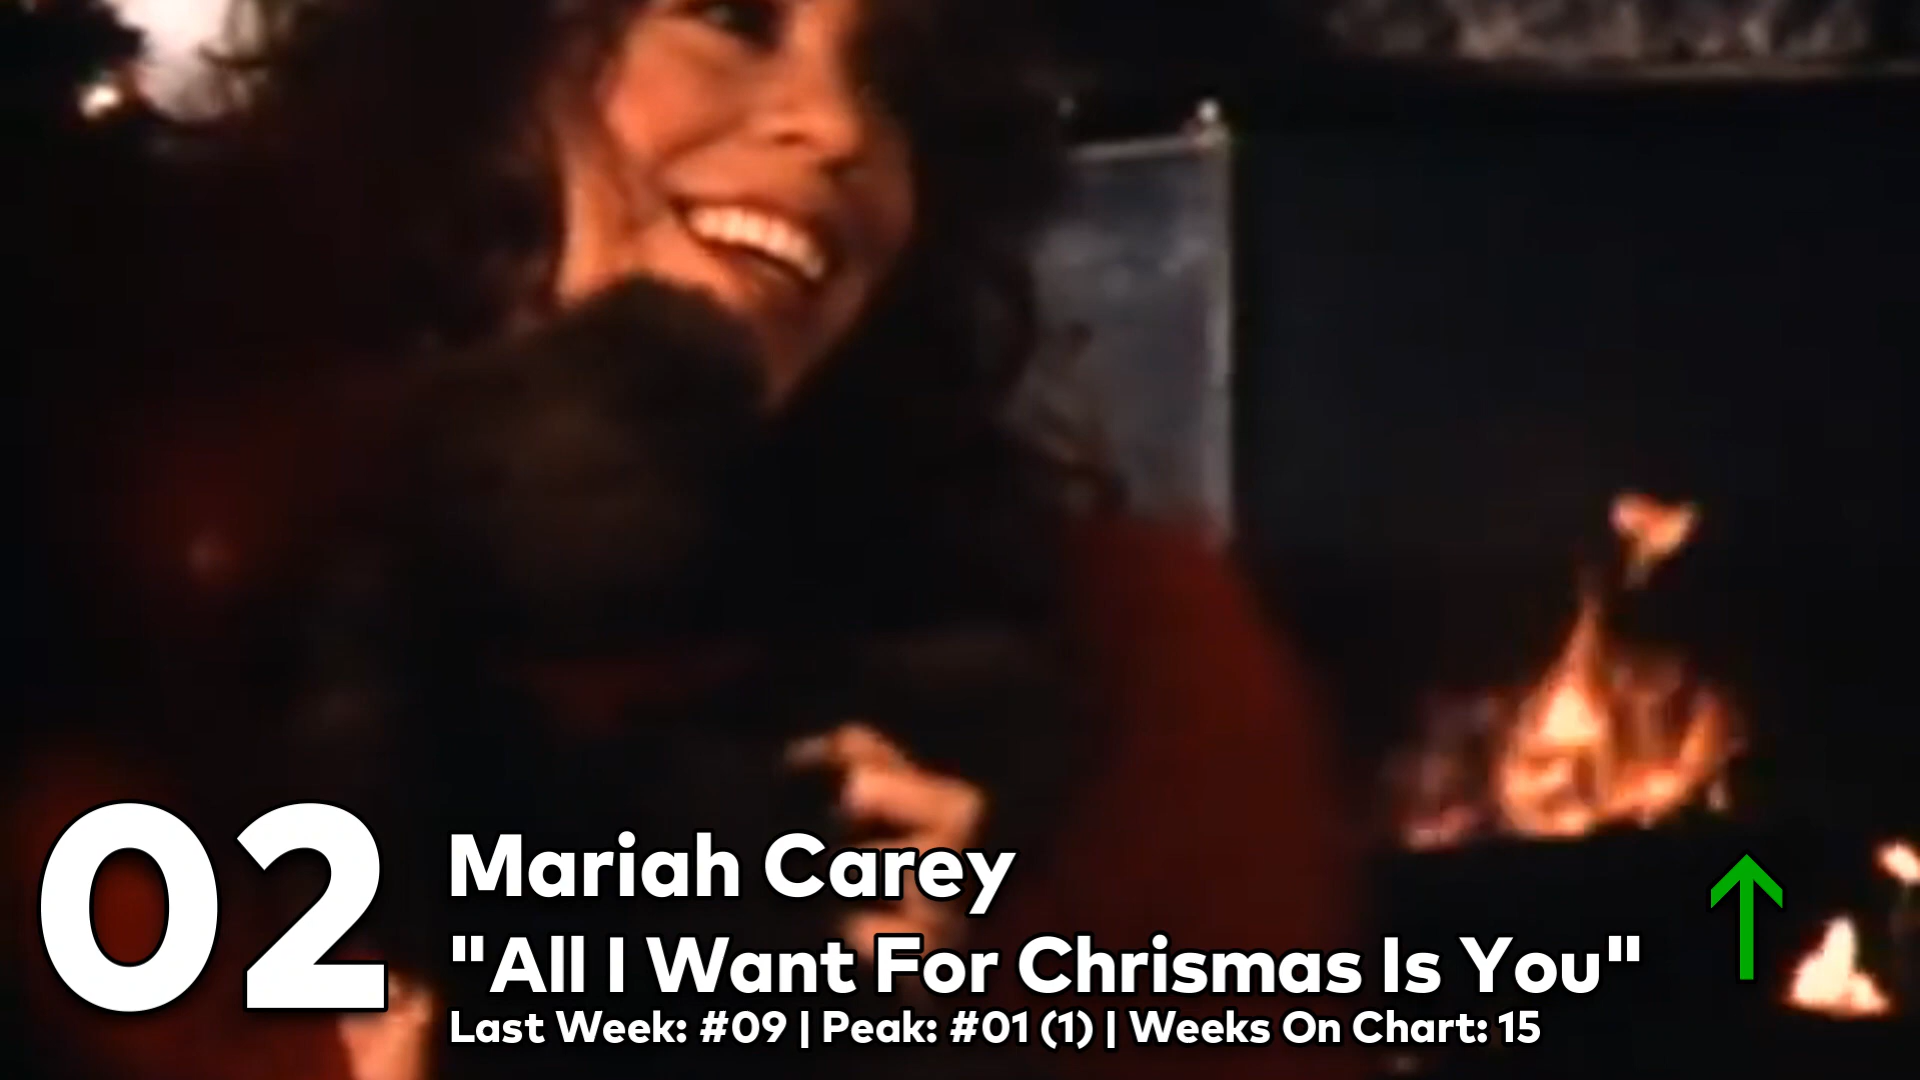 02
Mariah Carey
"All I Want For Chrismas Is You"
Last Week: #09 | Peak: #01 (1) | Weeks On Chart: 15